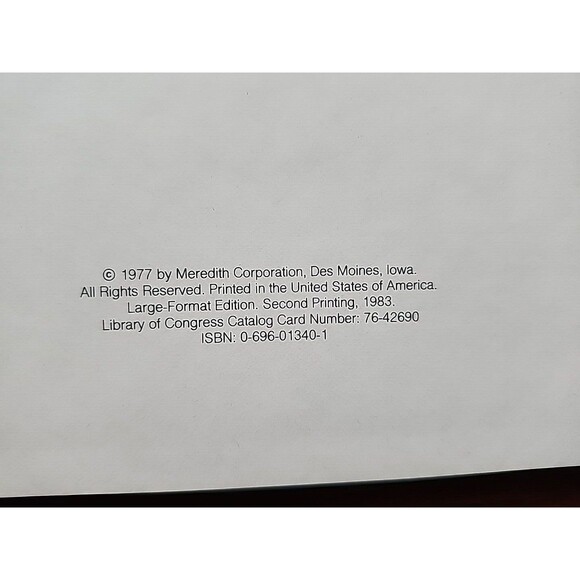 © 1977 by Meredith Corporation, Des Moines, Iowa.
All Rights Reserved. Printed in the United States of America.
Large-Format Edition. Second Printing, 1983.
Library of Congress Catalog Card Number: 76-42690
ISBN: 0-696-01340-1